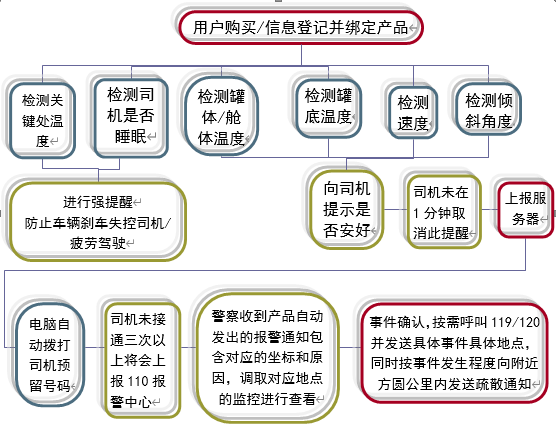 用户购买/信息登记并绑定产品
检测关
键处温
度
检测司
机是否
睡眠
检测罐
体/舱
体温度
检测罐
底温度
检测
速度
检测倾
斜角度
进行强提醒
防止车辆刹车失控司机/
疲劳驾驶
向司机
提示是
否安好
司机未在
1分钟取
消此提醒
上报服
务器
电脑自
动拨打
司机预
留号码
司机未接
通三次以
上将会上
报110报
警中心
警察收到产品自动
发出的报警通知包
含对应的坐标和原
因，调取对应地点
的监控进行查看
事件确认,按需呼叫119/120
并发送具体事件具体地点，
同时按事件发生程度向附近
方圆公里内发送疏散通知